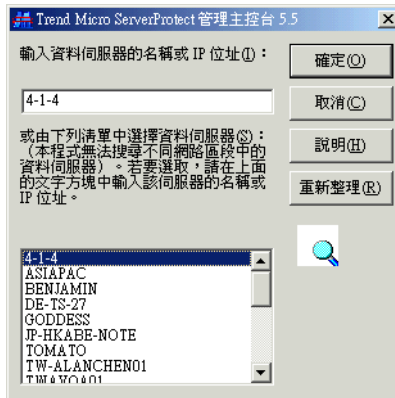 Trend Micro ServerProtect 管理主控台 5.5
輸入資料伺服器的名稱或 IP 位址(I)：
確定(O)
4-1-4
取消(C)
或由下列清單中選擇資料伺服器(S)：
（本程式無法搜尋不同網路區段中的
資料伺服器）。若要選取，請在上面
的文字方塊中輸入該伺服器的名稱或
IP 位址。
說明(H)
重新整理(R)
4-1-4
ASIAPAC
BENJAMIN
DE-TS-27
GODDESS
JP-HKABE-NOTE
TOMATO
TW-ALANCHEN01